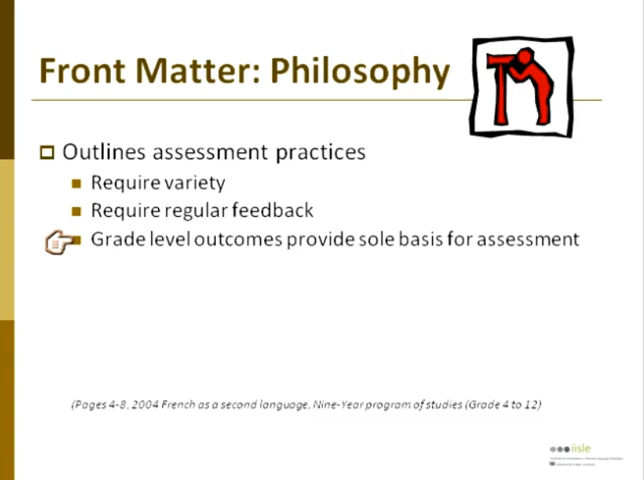 Front Matter: Philosophy
Outlines assessment practices
Require variety
Require regular feedback
Grade level outcomes provide sole basis for assessment
(Pages 4-8, 2004 French as a second language, Nine-Year program of studies (Grade 4 to 12)
iisle